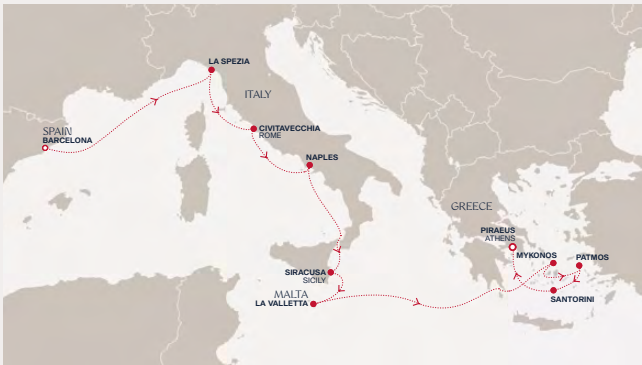 LA SPEZIA
ITALY
SPAIN
BARCELONA
CIVITAVECCHIA
ROME
NAPLES
GREECE
PIRAEUS
ATHENS
MYKONOS
PATMOS
SIRACUSA
SICILY
MALTA
LA VALLETTA
SANTORINI